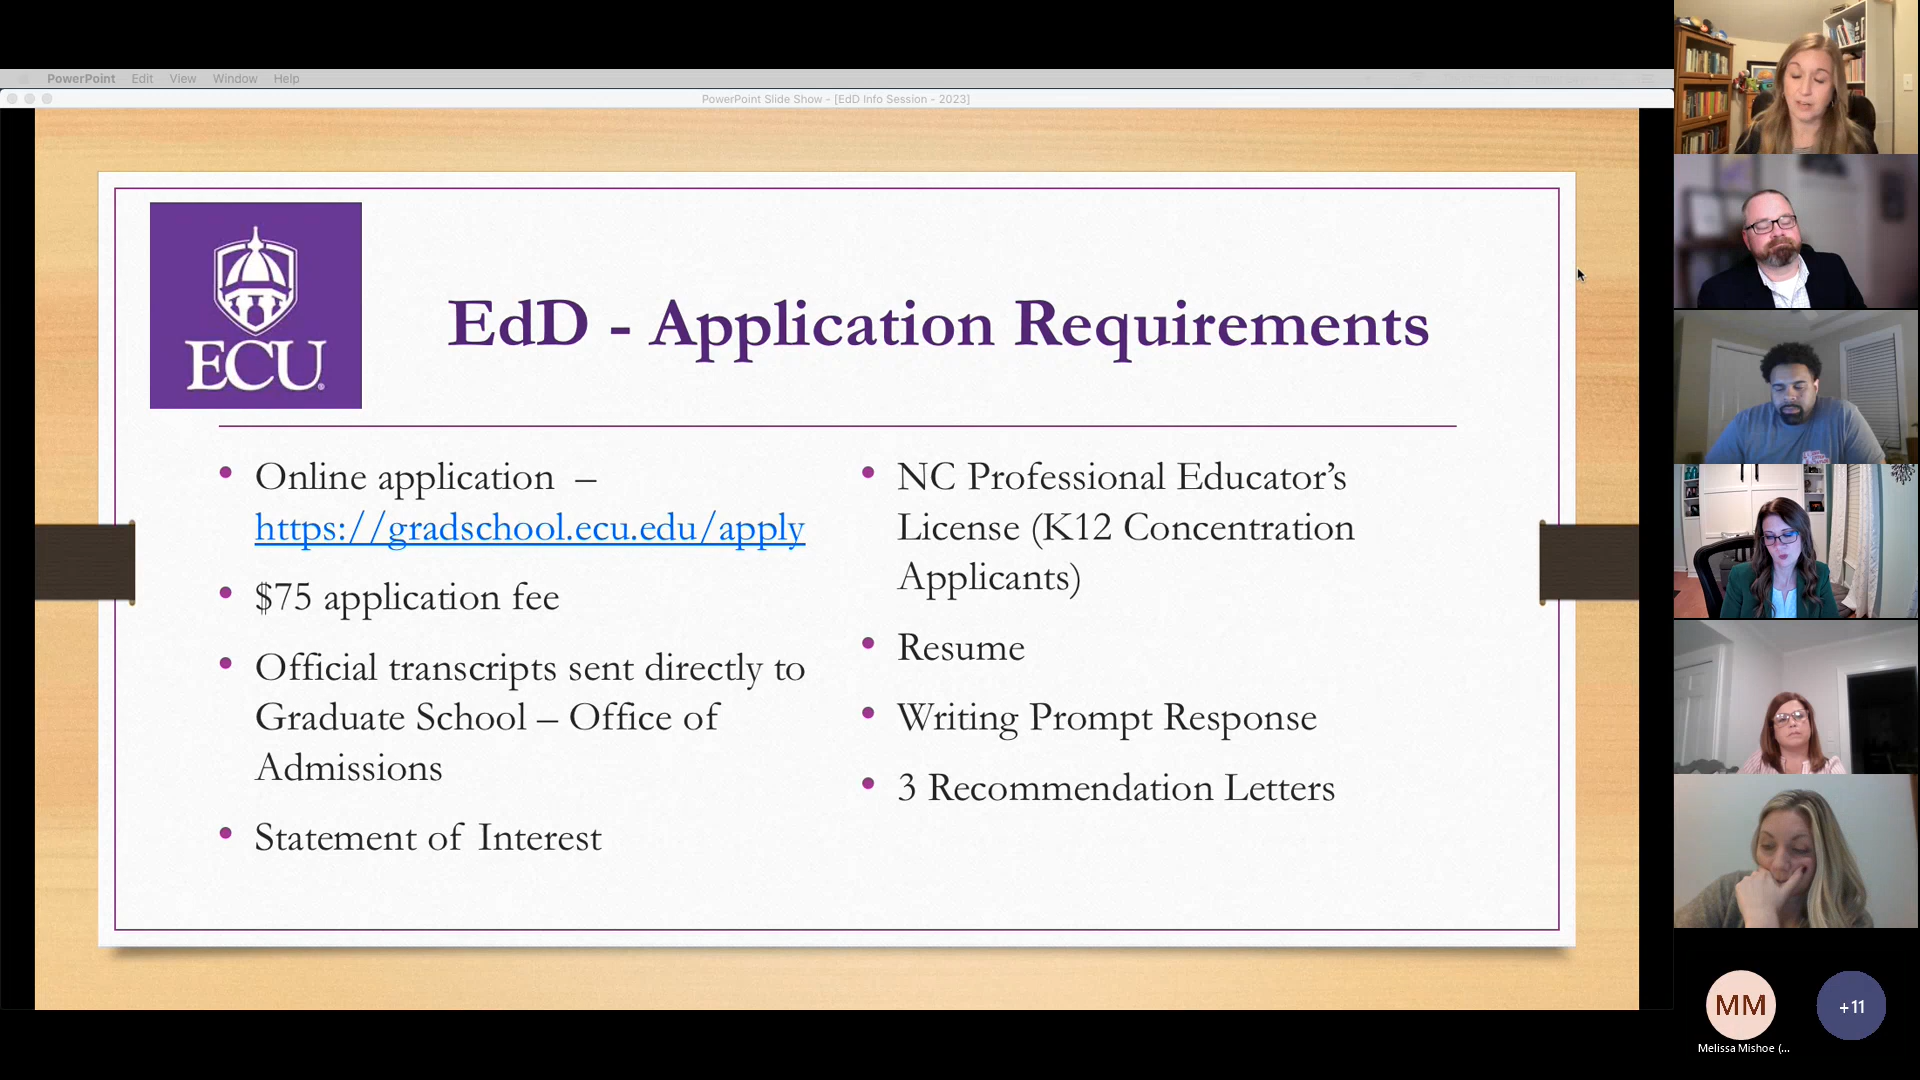 PowerPoint Edit View Window Help
PowerPoint Slide Show - [EdD Info Session - 2023]
ECU
EdD - Application Requirements
• Online application –
https://gradschool.ecu.edu/apply
• $75 application fee
• Official transcripts sent directly to
Graduate School – Office of
Admissions
• Statement of Interest
• NC Professional Educator’s
License (K12 Concentration
Applicants)
• Resume
• Writing Prompt Response
• 3 Recommendation Letters
MM
+11
Melissa Mishoe (...